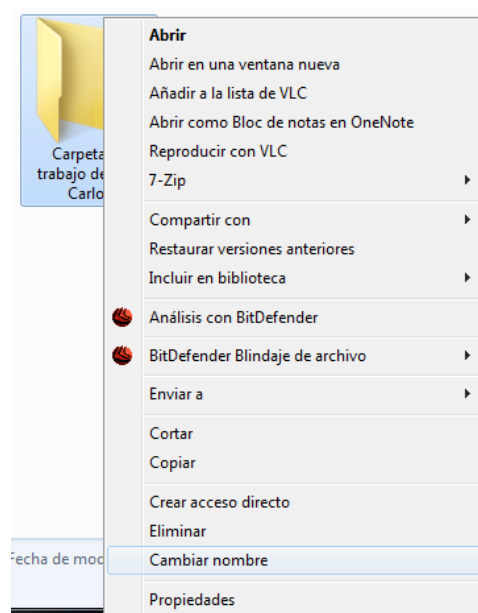 Carpeta
trabajo de
Carlo
Abrir
Abrir en una ventana nueva
Añadir a la lista de VLC
Abrir como Bloc de notas en OneNote
Reproducir con VLC
7-Zip
Compartir con
Restaurar versiones anteriores
Incluir en biblioteca
Análisis con BitDefender
BitDefender Blindaje de archivo
Enviar a
Cortar
Copiar
Crear acceso directo
Eliminar
Fecha de mod
Cambiar nombre
Propiedades